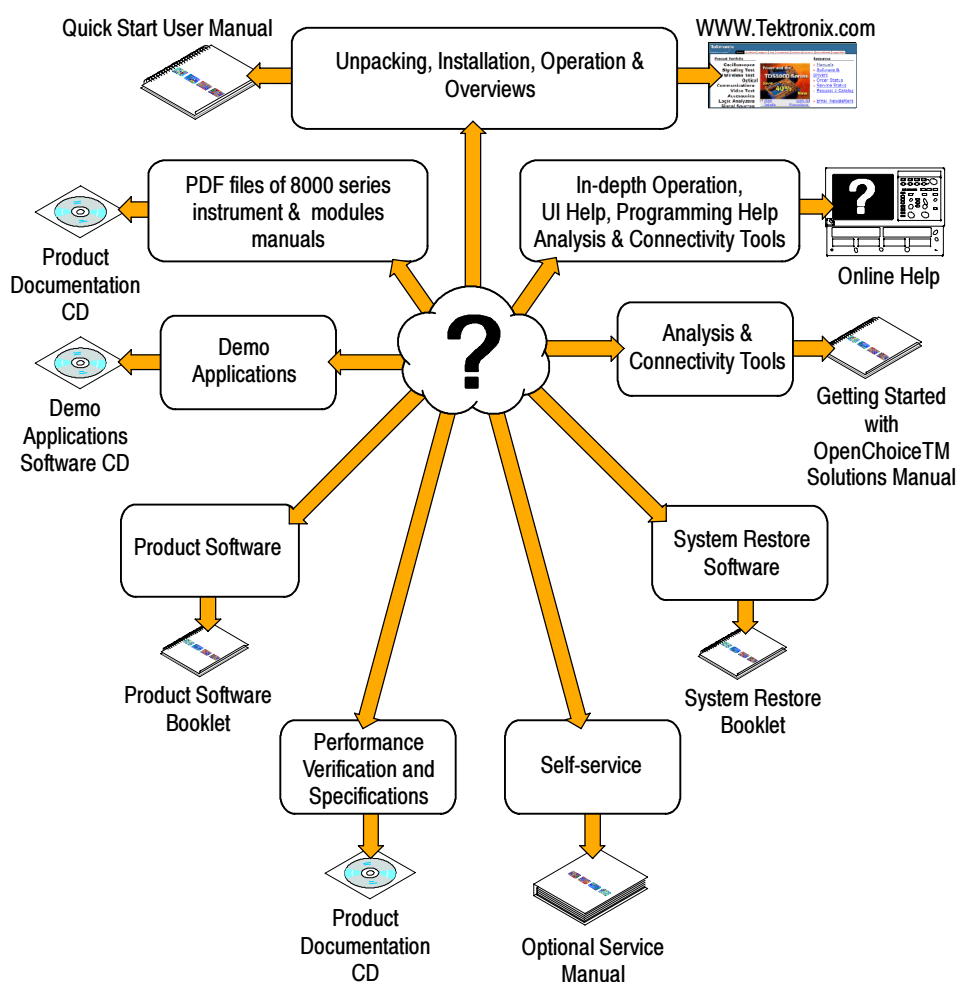 Quick Start User Manual
WWW.Tektronix.com
Unpacking, Installation, Operation &
Overviews
PDF files of 8000 series
instrument & modules
manuals
In-depth Operation,
UI Help, Programming Help
Analysis & Connectivity Tools
?
Product
Documentation
CD
Online Help
Demo
Applications
?
Analysis &
Connectivity Tools
Demo
Applications
Software CD
Getting Started
with
OpenChoiceTM
Solutions Manual
Product Software
System Restore
Software
Product Software
Booklet
System Restore
Booklet
Performance
Verification and
Specifications
Self-service
Product
Documentation
CD
Optional Service
Manual